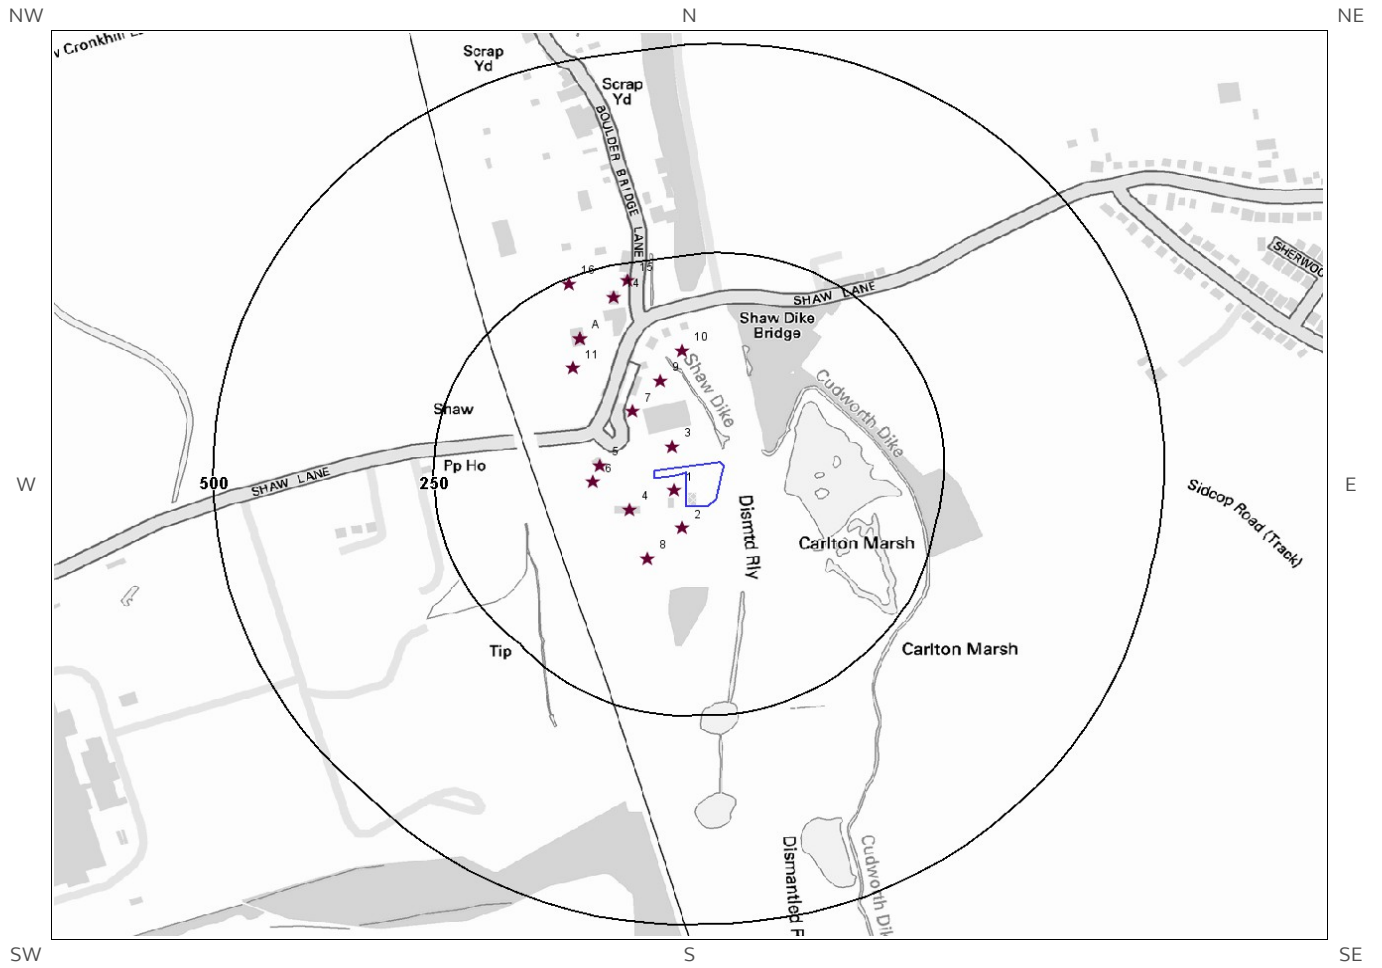 NW
N
NE
Scrap
Yd
Scrap
Yd
BOULDER BRIDGE LANE
SHERWOO
16
15
14
SHAW LANE
Shaw Dike
Bridge
A
10
11
9
Shaw Dike
Cudworth Dike
7
Shaw
3
5
Pp Ho
6
W
500
SHAW LANE
250
1
E
Sidcop Road (Track)
4
2
Dismtd Rly
8
Carlton Marsh
Tip
Carlton Marsh
Dismantled
Cudworth
SW
S
SE